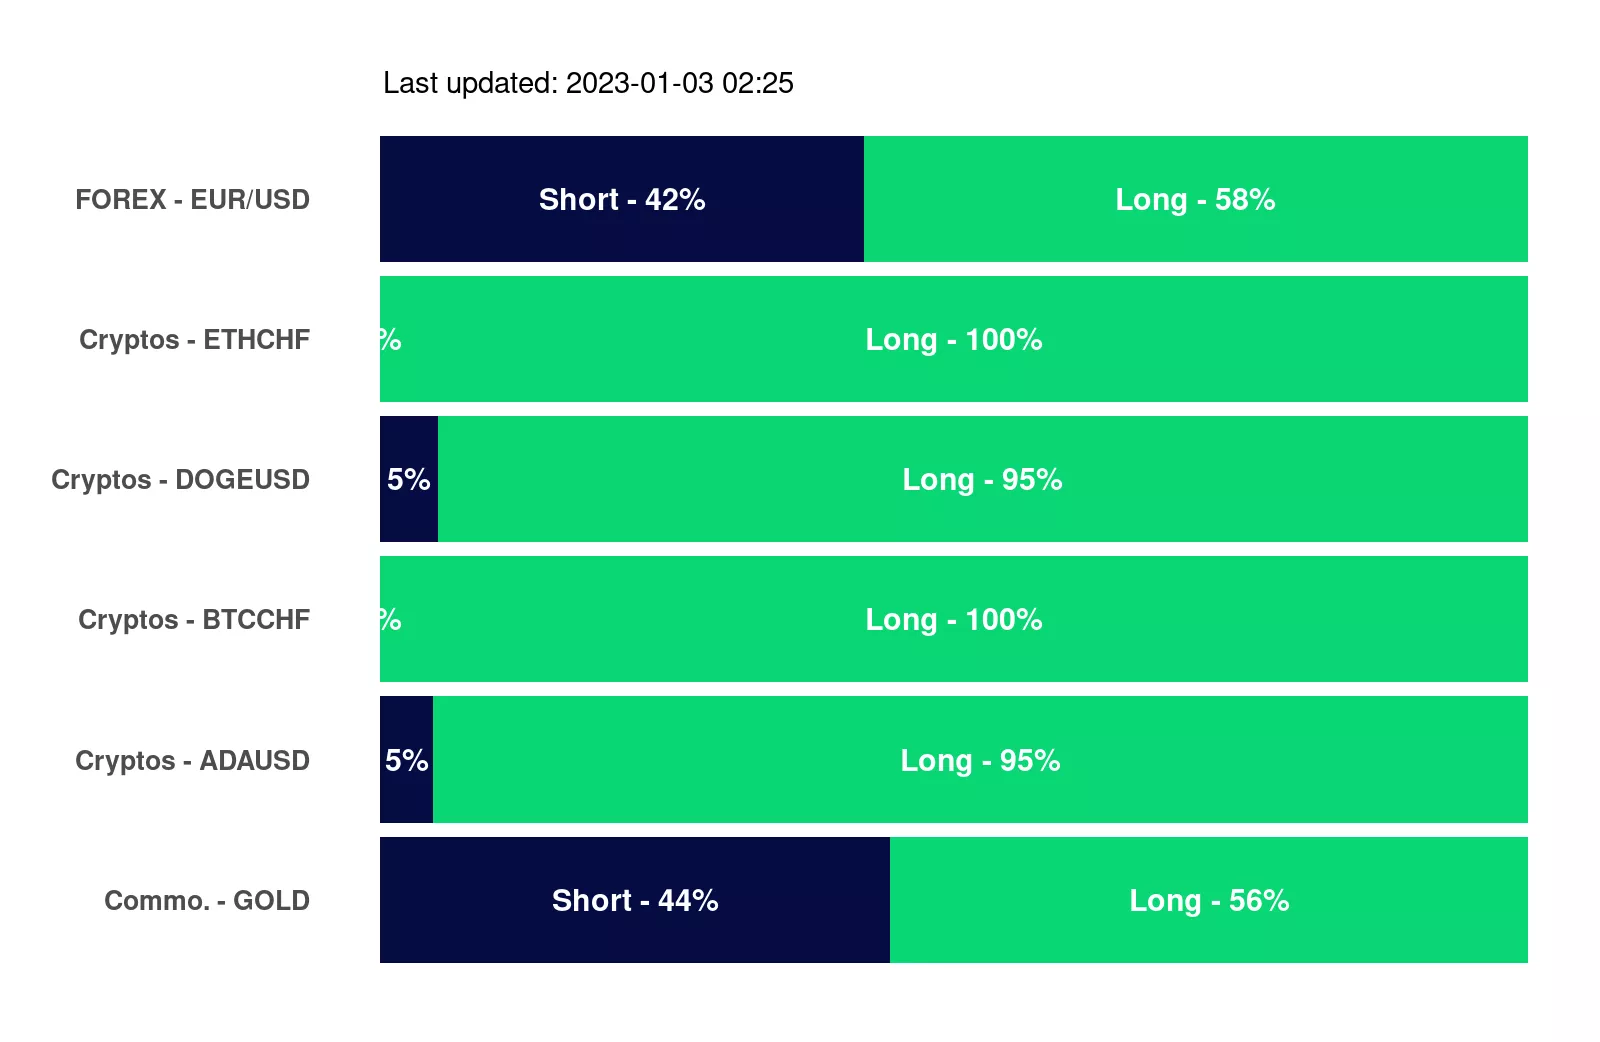 Last updated: 2023-01-03 02:25
FOREX - EUR/USD Short - 42% Long - 58%
Cryptos - ETHCHF % Long - 100%
Cryptos - DOGEUSD 5% Long - 95%
Cryptos - BTCCHF % Long - 100%
Cryptos - ADAUSD 5% Long - 95%
Commo. - GOLD Short - 44% Long - 56%